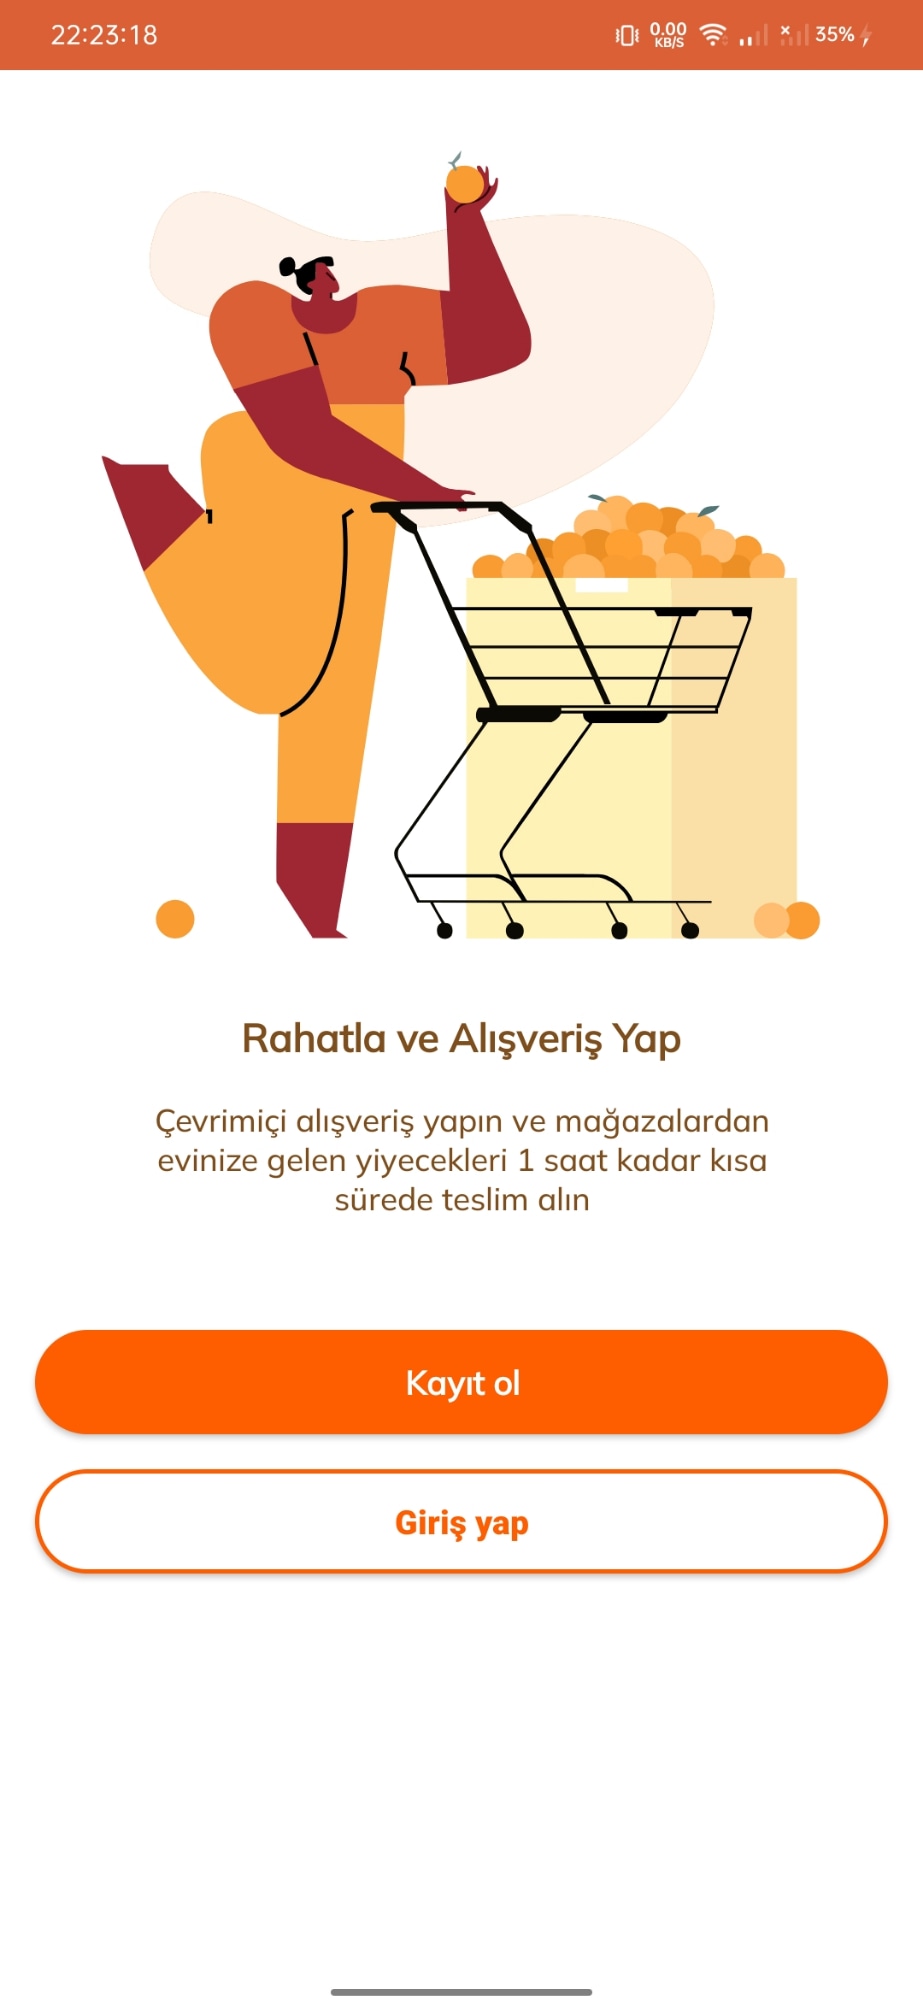 22:23:18
0.00
KB/S
35%
Rahatla ve Alışveriş Yap
Çevrimiçi alışveriş yapın ve mağazalardan
evinize gelen yiyecekleri 1 saat kadar kısa
sürede teslim alın
Kayıt ol
Giriş yap